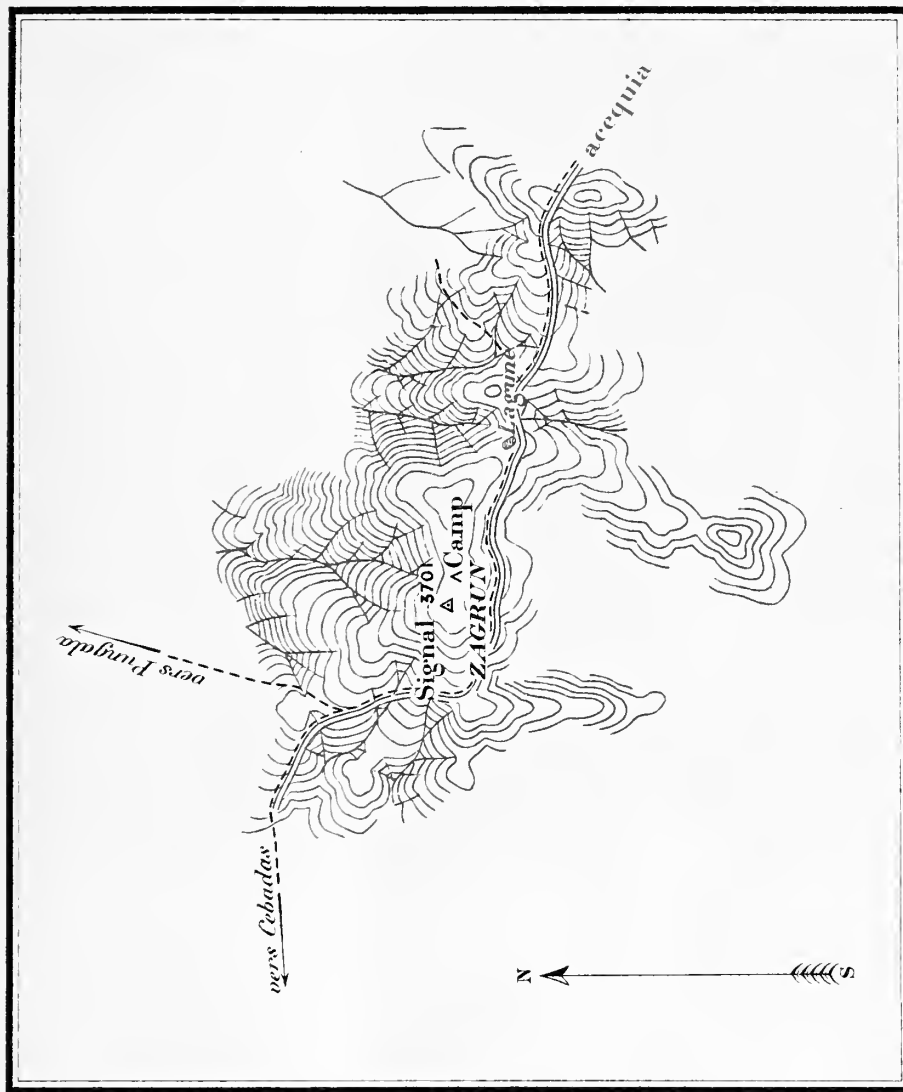 vers Pungala
vers Cebadas
Signal 3701
Camp
ZAGRUN
Lagune
acequia
N
S